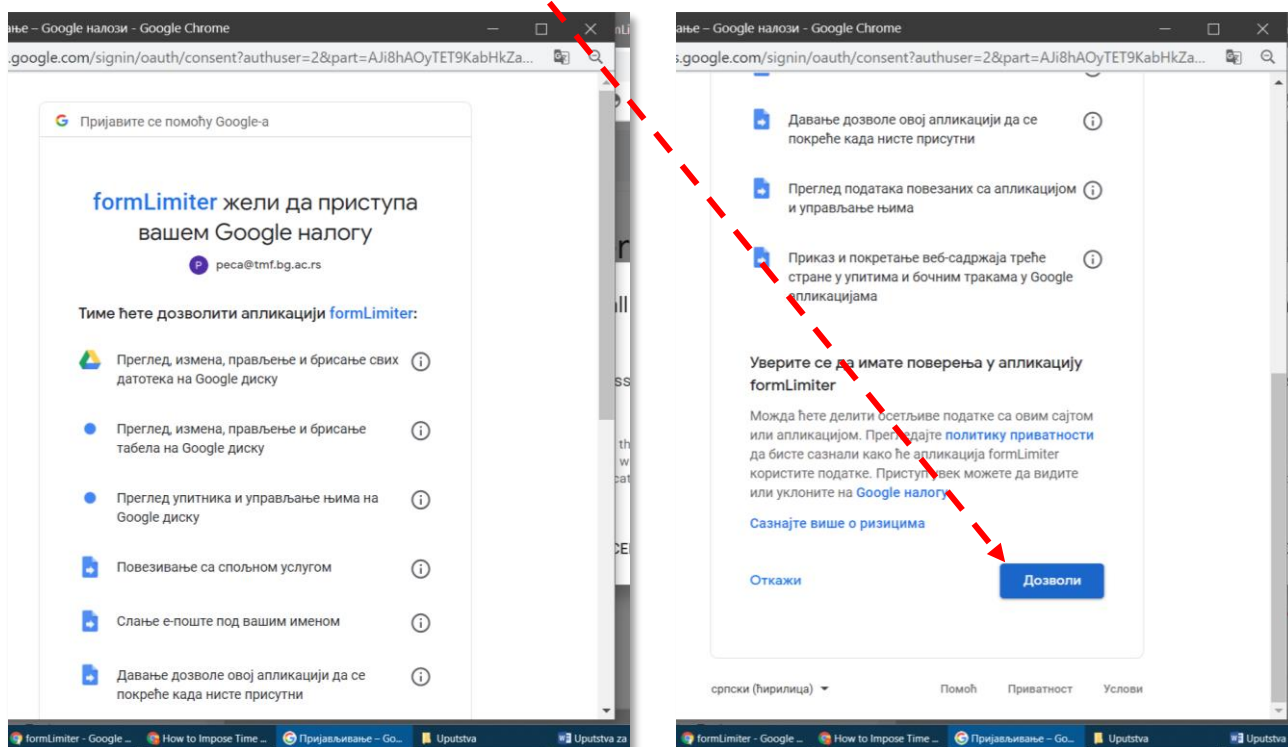 ање – Google налози - Google Chrome
.google.com/signin/oauth/consent?authuser=2&part=AJi8hAOyTET9KabHkZa...
Пријавите се помоћу Google-а
formLimiter жели да приступа
вашем Google налогу
P peca@tmf.bg.ac.rs
Тиме ћете дозволити апликацији formLimiter:
Преглед, измена, прављење и брисање свих
датотека на Google диску
Преглед, измена, прављење и брисање
табела на Google диску
Преглед упитника и управљање њима на
Google диску
Повезивање са спољном услугом
Слање е-поште под вашим именом
Давање дозволе овој апликацији да се
покреће када нисте присутни
formLimiter - Google ...
How to Impose Time ...
Пријављивање – Go...
Uputstva
Uputstva za
ање – Google налози - Google Chrome
s.google.com/signin/oauth/consent?authuser=2&part=AJi8hAOyTET9KabHkZa...
Давање дозволе овој апликацији да се
покреће када нисте присутни
Преглед података повезаних са апликацијом
и управљање њима
Приказ и покретање веб-садржаја треће
стране у упитима и бочним тракама у Google
апликацијама
Уверите се да имате поверења у апликацију
formLimiter
Можда ћете делити осетљиве податке са овим сајтом
или апликацијом. Прегледајте политику приватности
да бисте сазнали како ће апликација formLimiter
користите податке. Приступ увек можете да видите
или уклоните на Google налогу
Сазнајте више о ризицима
Откажи
Дозволи
српски (ћирилица)
Помоћ
Приватност
Услови
formLimiter - Google ...
How to Impose Time ...
Пријављивање – Go...
Uputstva